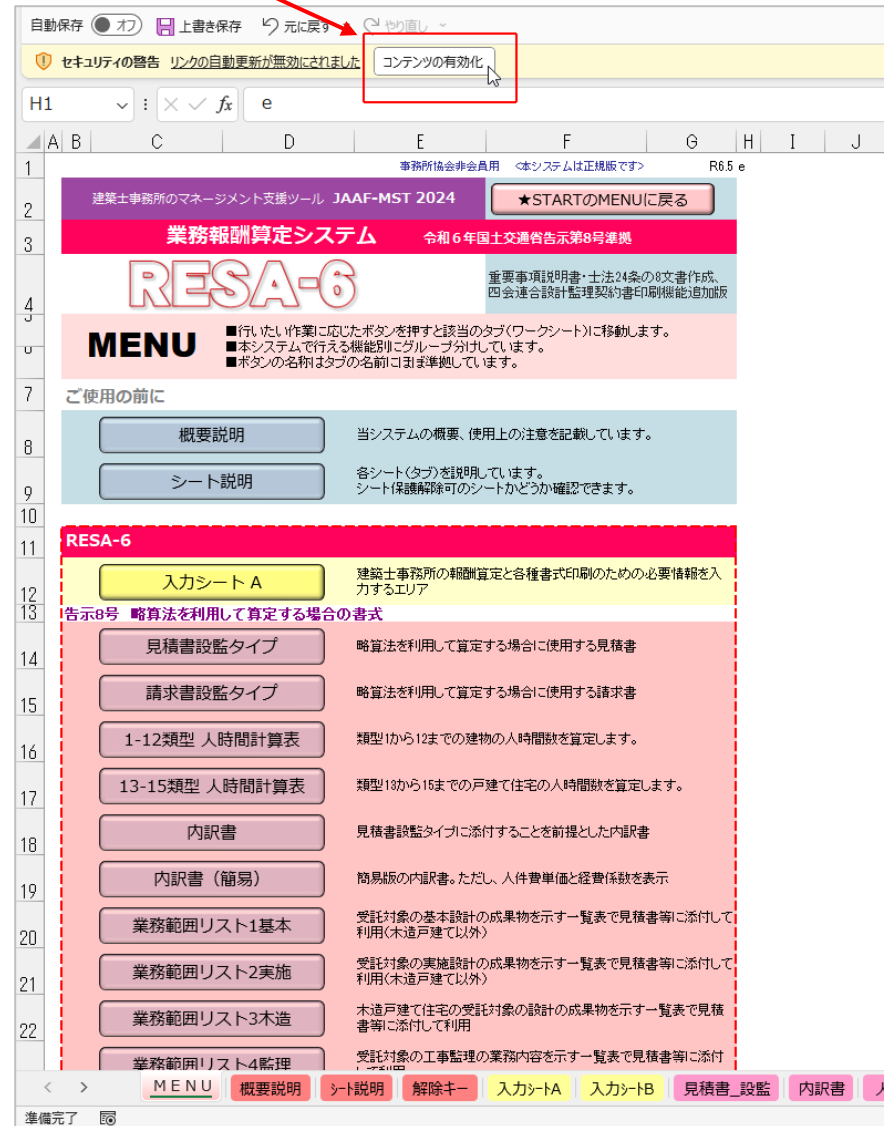 自動保存 オフ 上書き保存 元に戻す やり直し
セキュリティの警告 リンクの自動更新が無効にされました コンテンツの有効化
H1 fx e
A B C D E F G H I J
1 事務所協会非会員用 <本システムは正規版です> R6.5 e
2 建築士事務所のマネージメント支援ツール JAAF-MST 2024 ★STARTのMENUに戻る
3 業務報酬算定システム 令和6年国土交通省告示第8号準拠
4 RESA-6 重要事項説明書・士法24条の8文書作成、
四会連合設計監理契約書印刷機能追加版
MENU ■行いたい作業に応じたボタンを押すと該当のタブ(ワークシート)に移動します。
■本システムで行える機能別にグループ分けしています。
■ボタンの名称はタブの名前にほぼ準拠しています。
7 ご使用の前に
8 概要説明 当システムの概要、使用上の注意を記載しています。
9 シート説明 各シート(タブ)を説明しています。
シート保護解除可のシートかどうか確認できます。
10
11 RESA-6
12 入力シート A 建築士事務所の報酬算定と各種書式印刷のための必要情報を入
力するエリア
13 告示8号 略算法を利用して算定する場合の書式
14 見積書設監タイプ 略算法を利用して算定する場合に使用する見積書
15 請求書設監タイプ 略算法を利用して算定する場合に使用する請求書
16 1-12類型 人時間計算表 類型1から12までの建物の人時間数を算定します。
17 13-15類型 人時間計算表 類型13から15までの戸建て住宅の人時間数を算定します。
18 内訳書 見積書設監タイプに添付することを前提とした内訳書
19 内訳書（簡易） 簡易版の内訳書。ただし、人件費単価と経費係数を表示
20 業務範囲リスト1基本 受託対象の基本設計の成果物を示す一覧表で見積書等に添付して
利用(木造戸建て以外)
21 業務範囲リスト2実施 受託対象の実施設計の成果物を示す一覧表で見積書等に添付して
利用(木造戸建て以外)
22 業務範囲リスト3木造 木造戸建て住宅の受託対象の設計の成果物を示す一覧表で見積
書等に添付して利用
業務範囲リスト4監理 受託対象の工事監理の業務内容を示す一覧表で見積書等に添付
MENU 概要説明 シート説明 解除キー 入力シートA 入力シートB 見積書_設監 内訳書
準備完了